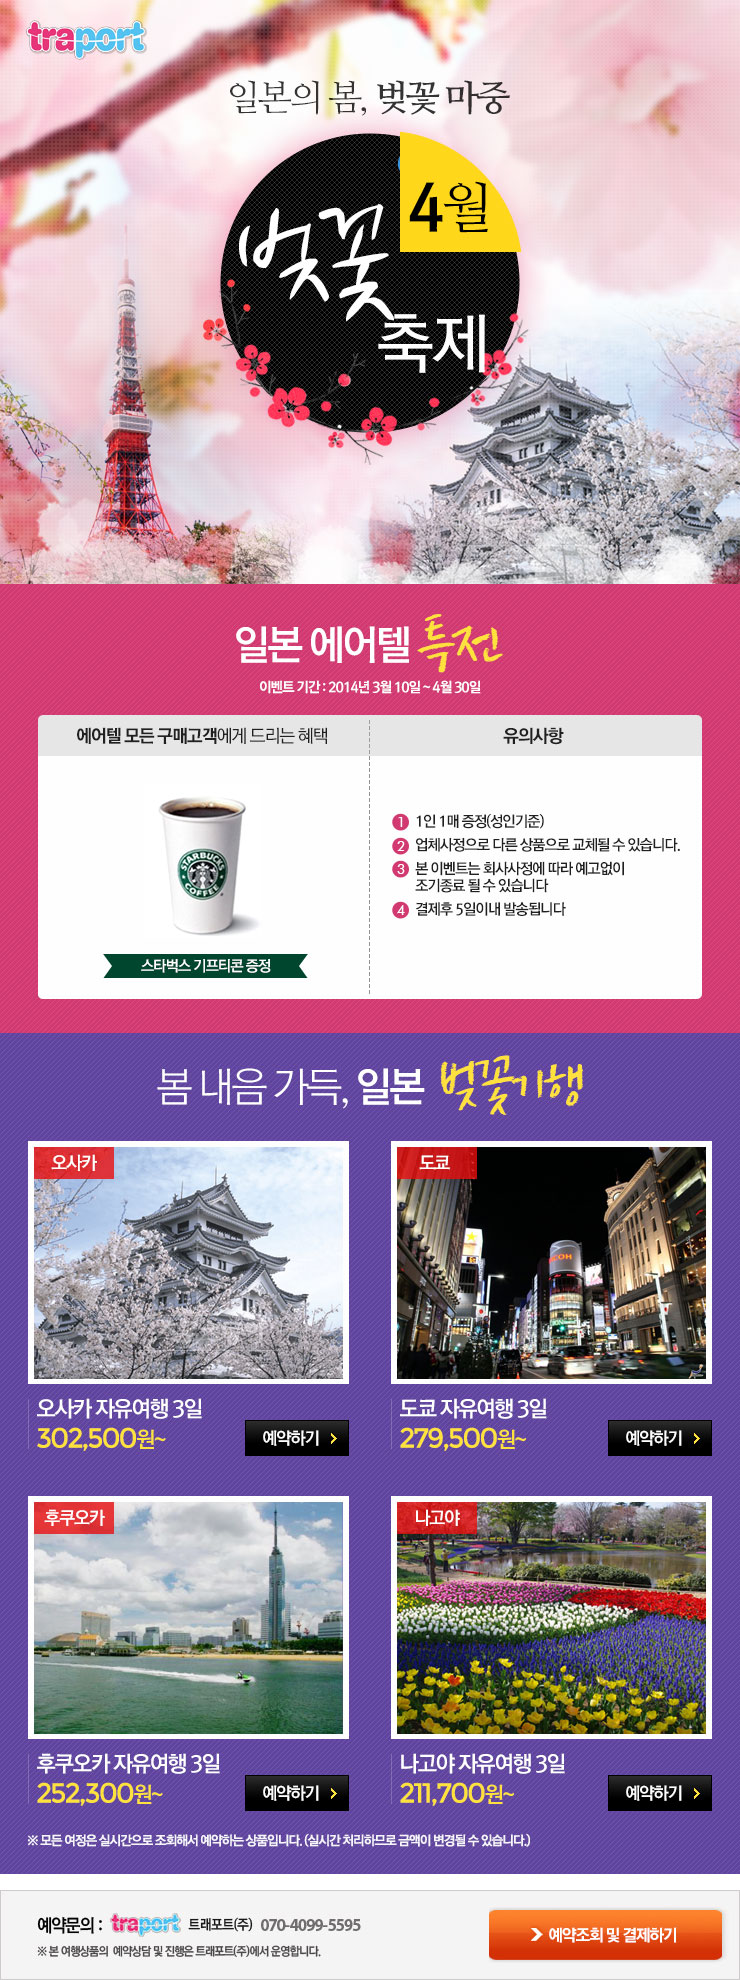 traport
일본의 봄, 벚꽃 마중
4월
벚꽃
축제
일본 에어텔 특전
이벤트 기간 : 2014년 3월 10일 ~ 4월 30일
에어텔 모든 구매고객에게 드리는 혜택
STARBUCKS
COFFEE
스타벅스 기프티콘 증정
유의사항
1 1인 1매 증정(성인기준)
2 업체사정으로 다른 상품으로 교체될 수 있습니다.
3 본 이벤트는 회사사정에 따라 예고없이
조기종료 될 수 있습니다
4 결제후 5일이내 발송됩니다
봄 내음 가득, 일본 벚꽃기행
오사카
오사카 자유여행 3일
302,500원~
예약하기
도쿄
RICOH
도쿄 자유여행 3일
279,500원~
예약하기
후쿠오카
후쿠오카 자유여행 3일
252,300원~
예약하기
나고야
나고야 자유여행 3일
211,700원~
예약하기
※ 모든 여정은 실시간으로 조회해서 예약하는 상품입니다. (실시간 처리하므로 금액이 변경될 수 있습니다.)
예약문의 : traport 트래포트(주) 070-4099-5595
※ 본 여행상품의 예약상담 및 진행은 트래포트(주)에서 운영합니다.
예약조회 및 결제하기